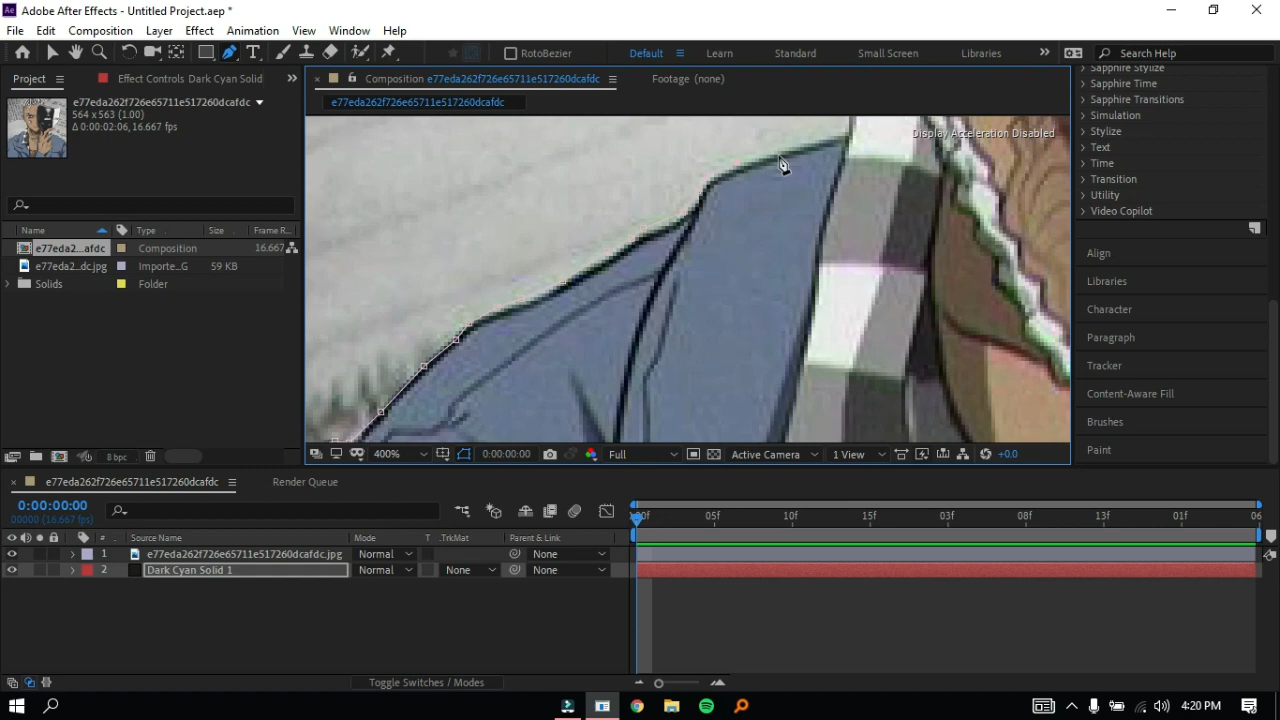 Ae Adobe After Effects - Untitled Project.aep *
File Edit Composition Layer Effect Animation View Window Help
RotoBezier Default Learn Standard Small Screen Libraries Search Help
Project Effect Controls Dark Cyan Solid
e77eda262f726e65711e517260dcafdc
564 x 563 (1.00)
Δ 0:00:02:06, 16.667 fps
Name Type Size Frame R...
e77eda2...afdc Composition 16.667
e77eda2...dc.jpg Importe...G 59 KB
Solids Folder
8 bpc
Composition e77eda262f726e65711e517260dcafdc Footage (none)
e77eda262f726e65711e517260dcafdc
Display Acceleration Disabled
400% 0:00:00:00 Full Active Camera 1 View +0.0
Sapphire Stylize
Sapphire Time
Sapphire Transitions
Simulation
Stylize
Text
Time
Transition
Utility
Video Copilot
Align
Libraries
Character
Paragraph
Tracker
Content-Aware Fill
Brushes
Paint
e77eda262f726e65711e517260dcafdc Render Queue
0:00:00:00
00000 (16.667 fps)
# Source Name Mode T .TrkMat Parent & Link
1 e77eda262f726e65711e517260dcafdc.jpg Normal None
2 Dark Cyan Solid 1 Normal None None
:00f 05f 10f 15f 03f 08f 13f 01f 06
Toggle Switches / Modes
4:20 PM